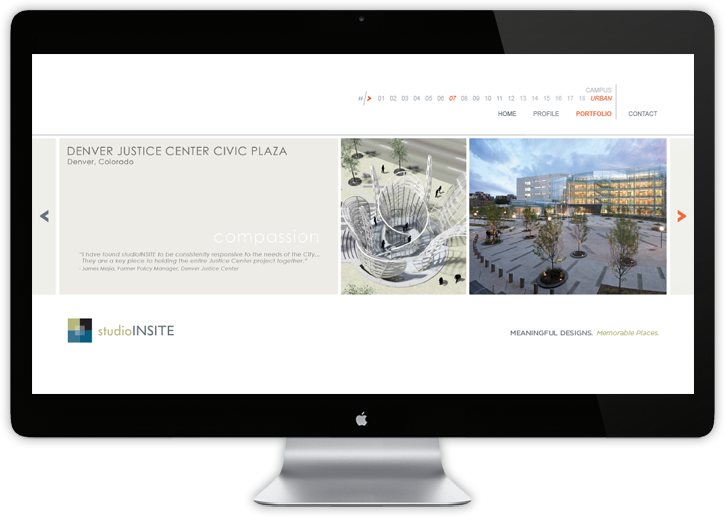 CAMPUS
01 02 03 04 05 06 07 08 09 10 11 12 13 14 15 16 17 18 URBAN
HOME PROFILE PORTFOLIO CONTACT
DENVER JUSTICE CENTER CIVIC PLAZA
Denver, Colorado
compassion
"I have found studioINSITE to be consistently responsive to the needs of the City...
They are a key piece to holding the entire Justice Center project together."
- James Mejia, Former Policy Manager, Denver Justice Center
studioINSITE
MEANINGFUL DESIGNS. Memorable Places.